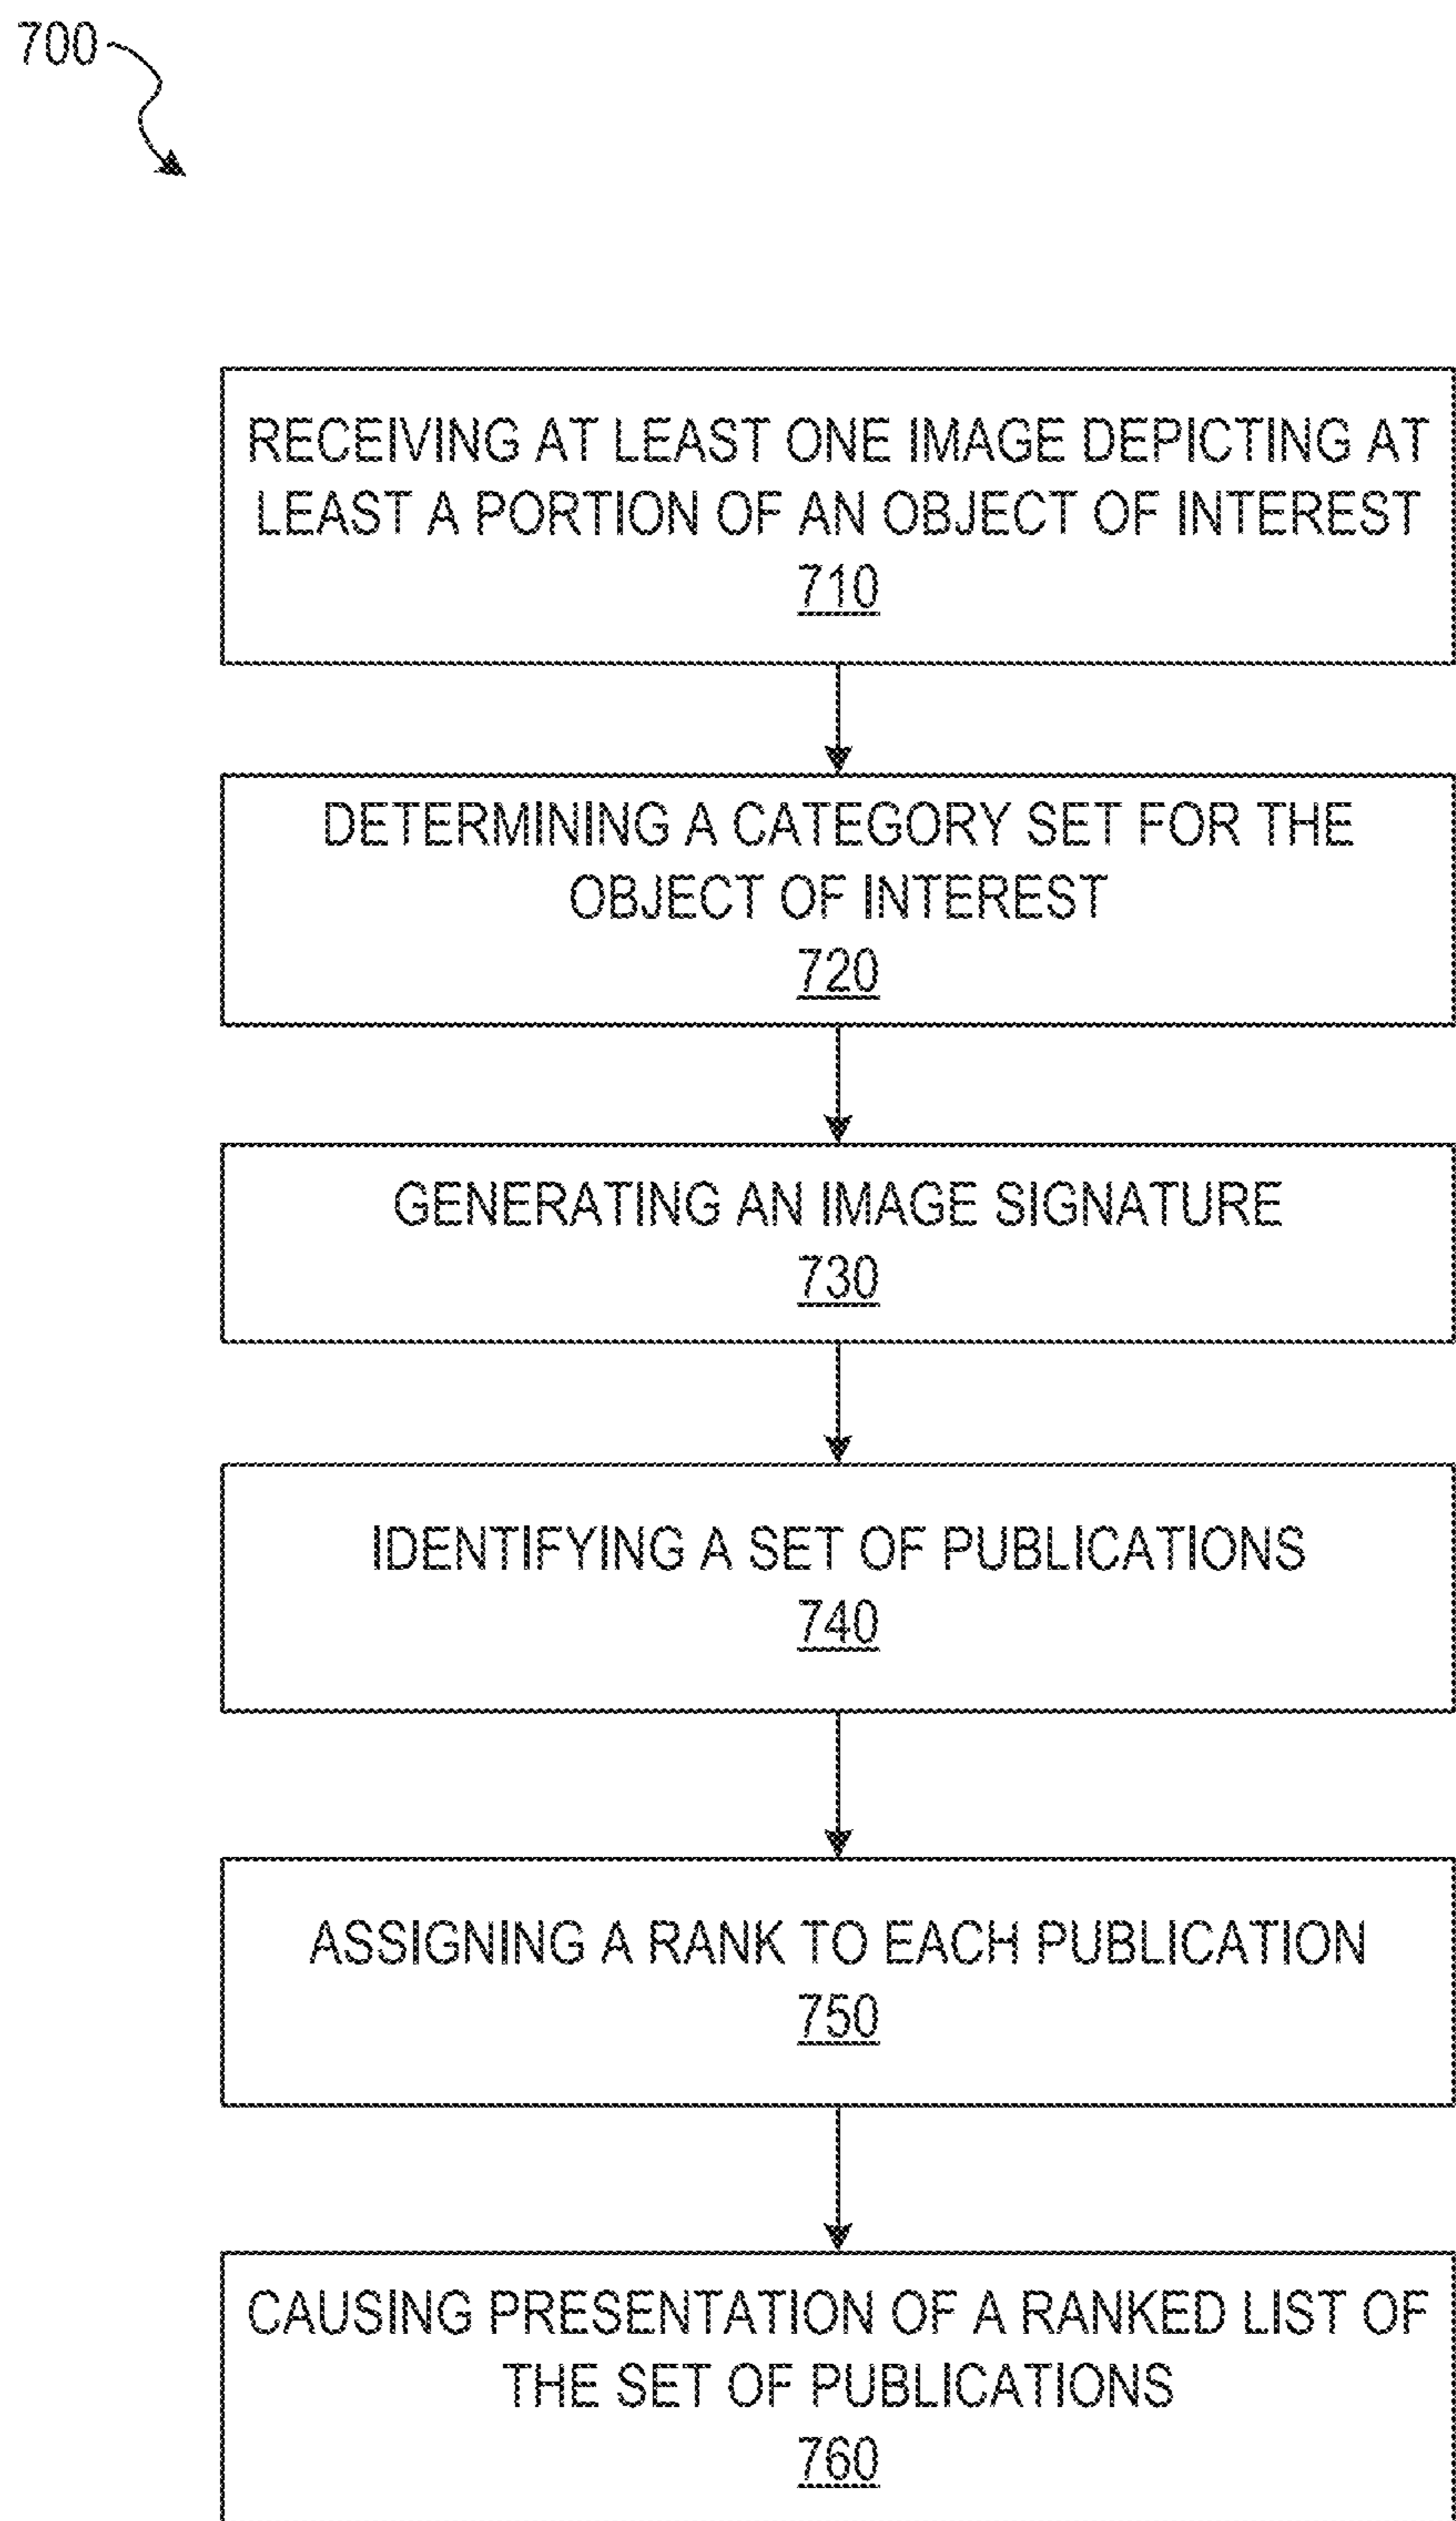 700
RECEIVING AT LEAST ONE IMAGE DEPICTING AT
LEAST A PORTION OF AN OBJECT OF INTEREST
710
DETERMINING A CATEGORY SET FOR THE
OBJECT OF INTEREST
720
GENERATING AN IMAGE SIGNATURE
730
IDENTIFYING A SET OF PUBLICATIONS
740
ASSIGNING A RANK TO EACH PUBLICATION
750
CAUSING PRESENTATION OF A RANKED LIST OF
THE SET OF PUBLICATIONS
760